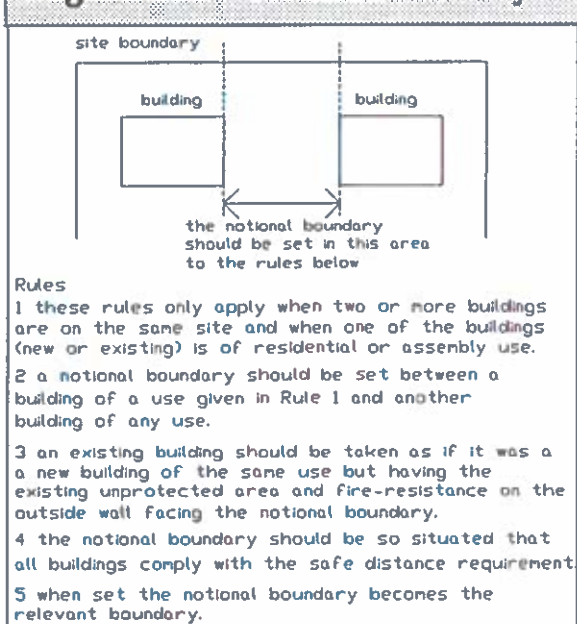 site boundary
building
building
the notional boundary
should be set in this area
to the rules below
Rules
1 these rules only apply when two or more buildings
are on the same site and when one of the buildings
(new or existing) is of residential or assembly use.
2 a notional boundary should be set between a
building of a use given in Rule 1 and another
building of any use.
3 an existing building should be taken as if it was a
a new building of the same use but having the
existing unprotected area and fire-resistance on the
outside wall facing the notional boundary.
4 the notional boundary should be so situated that
all buildings comply with the safe distance requirement.
5 when set the notional boundary becomes the
relevant boundary.